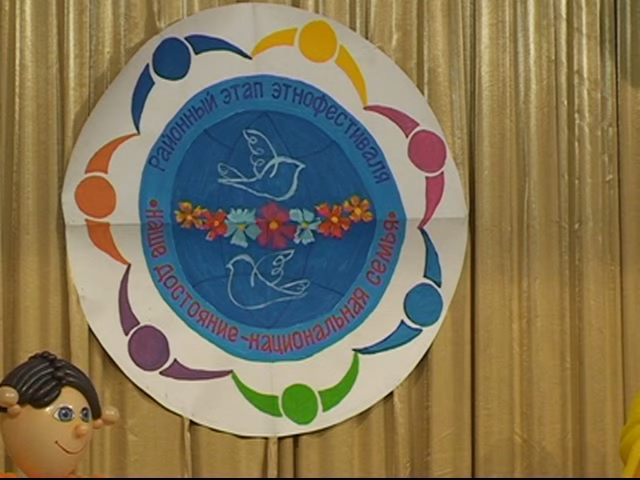 Районный этап этнофестиваля
«Наше достояние-национальная семья»